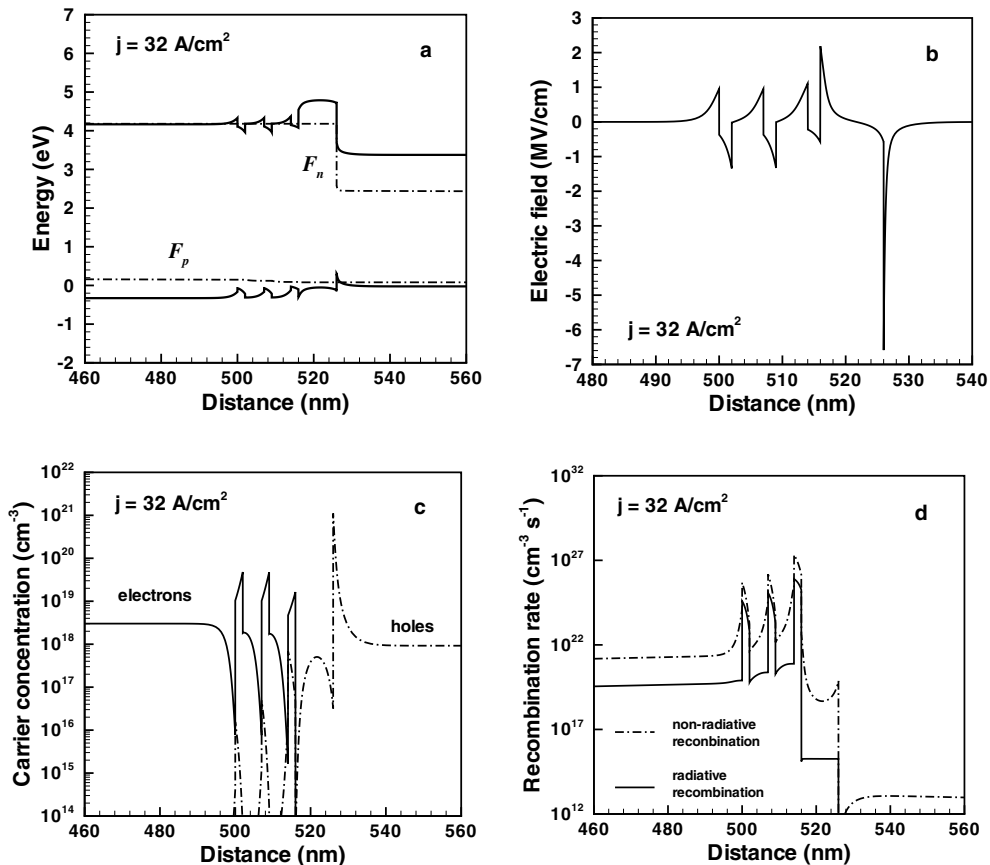 7
6
5
4
3
2
1
0
-1
-2
Energy (eV)
j = 32 A/cm²
a
Fₙ
Fₚ
460 480 500 520 540 560
Distance (nm)
3
2
1
0
-1
-2
-3
-4
-5
-6
-7
Electric field (MV/cm)
b
j = 32 A/cm²
480 490 500 510 520 530 540
Distance (nm)
10²²
10²¹
10²⁰
10¹⁹
10¹⁸
10¹⁷
10¹⁶
10¹⁵
10¹⁴
Carrier concentration (cm⁻³)
j = 32 A/cm²
c
electrons
holes
460 480 500 520 540 560
Distance (nm)
10³²
10²⁷
10²²
10¹⁷
10¹²
Recombination rate (cm⁻³ s⁻¹)
j = 32 A/cm²
d
non-radiative
recombination
radiative
recombination
460 480 500 520 540 560
Distance (nm)